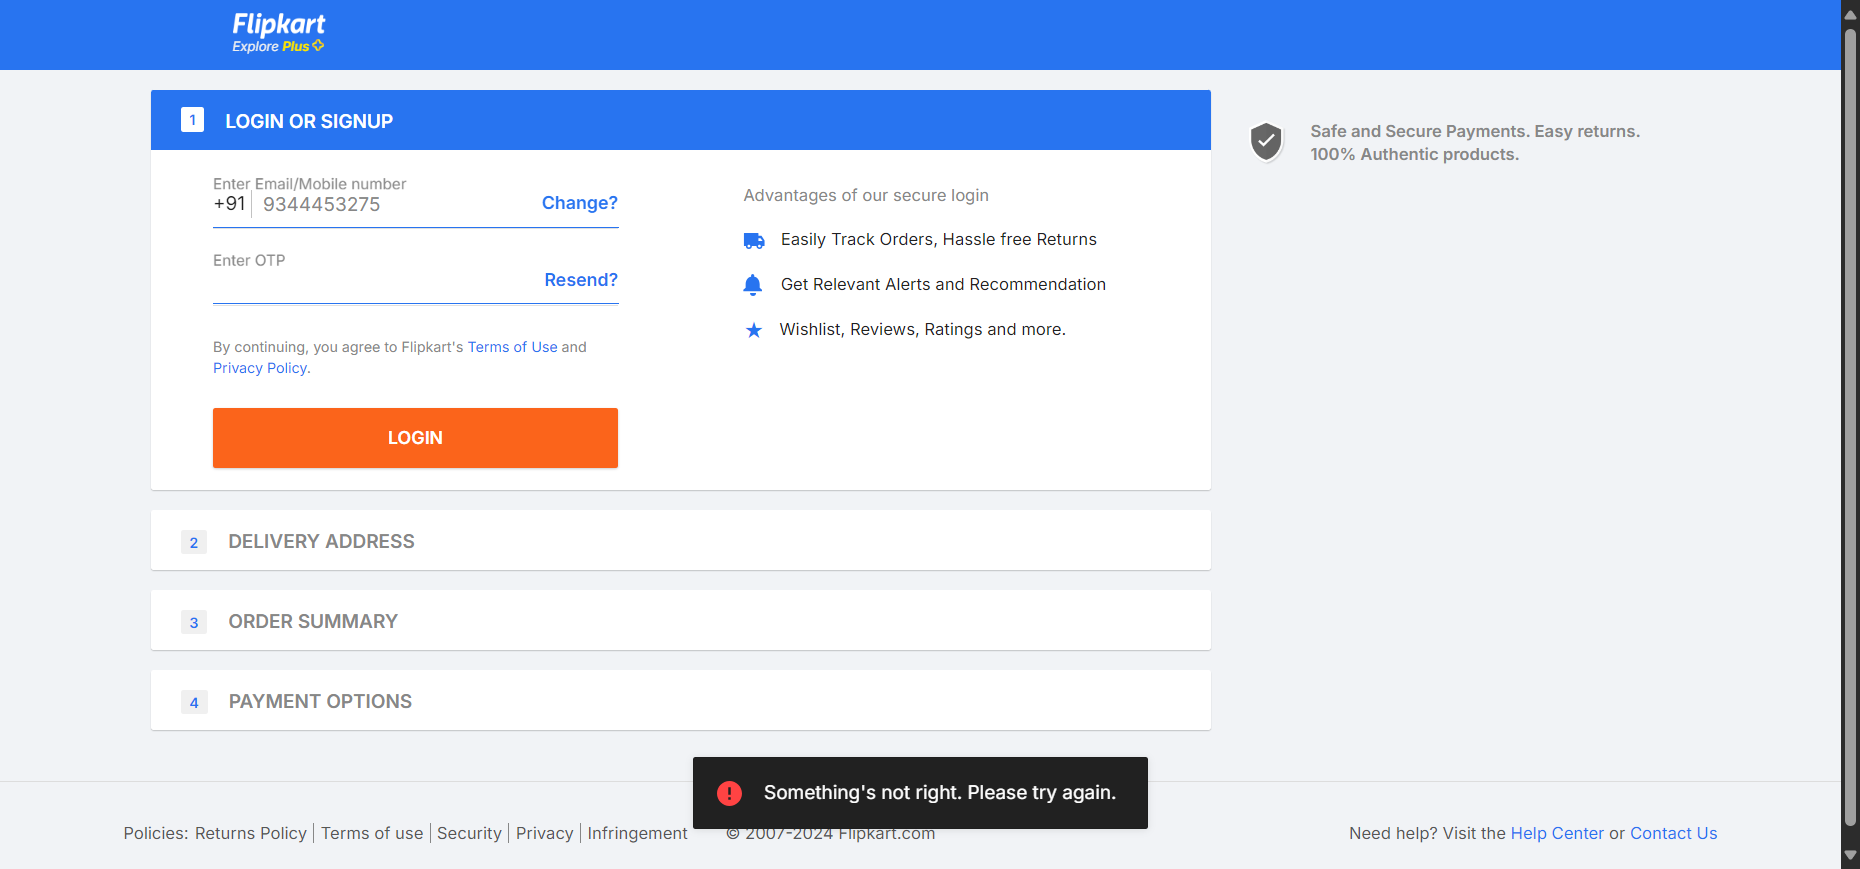 Flipkart
Explore Plus
1 LOGIN OR SIGNUP
Enter Email/Mobile number
+91 9344453275 Change?
Enter OTP
Resend?
By continuing, you agree to Flipkart's Terms of Use and
Privacy Policy.
LOGIN
Advantages of our secure login
Easily Track Orders, Hassle free Returns
Get Relevant Alerts and Recommendation
Wishlist, Reviews, Ratings and more.
Safe and Secure Payments. Easy returns.
100% Authentic products.
2 DELIVERY ADDRESS
3 ORDER SUMMARY
4 PAYMENT OPTIONS
Something's not right. Please try again.
Policies: Returns Policy | Terms of use | Security | Privacy | Infringement © 2007-2024 Flipkart.com Need help? Visit the Help Center or Contact Us